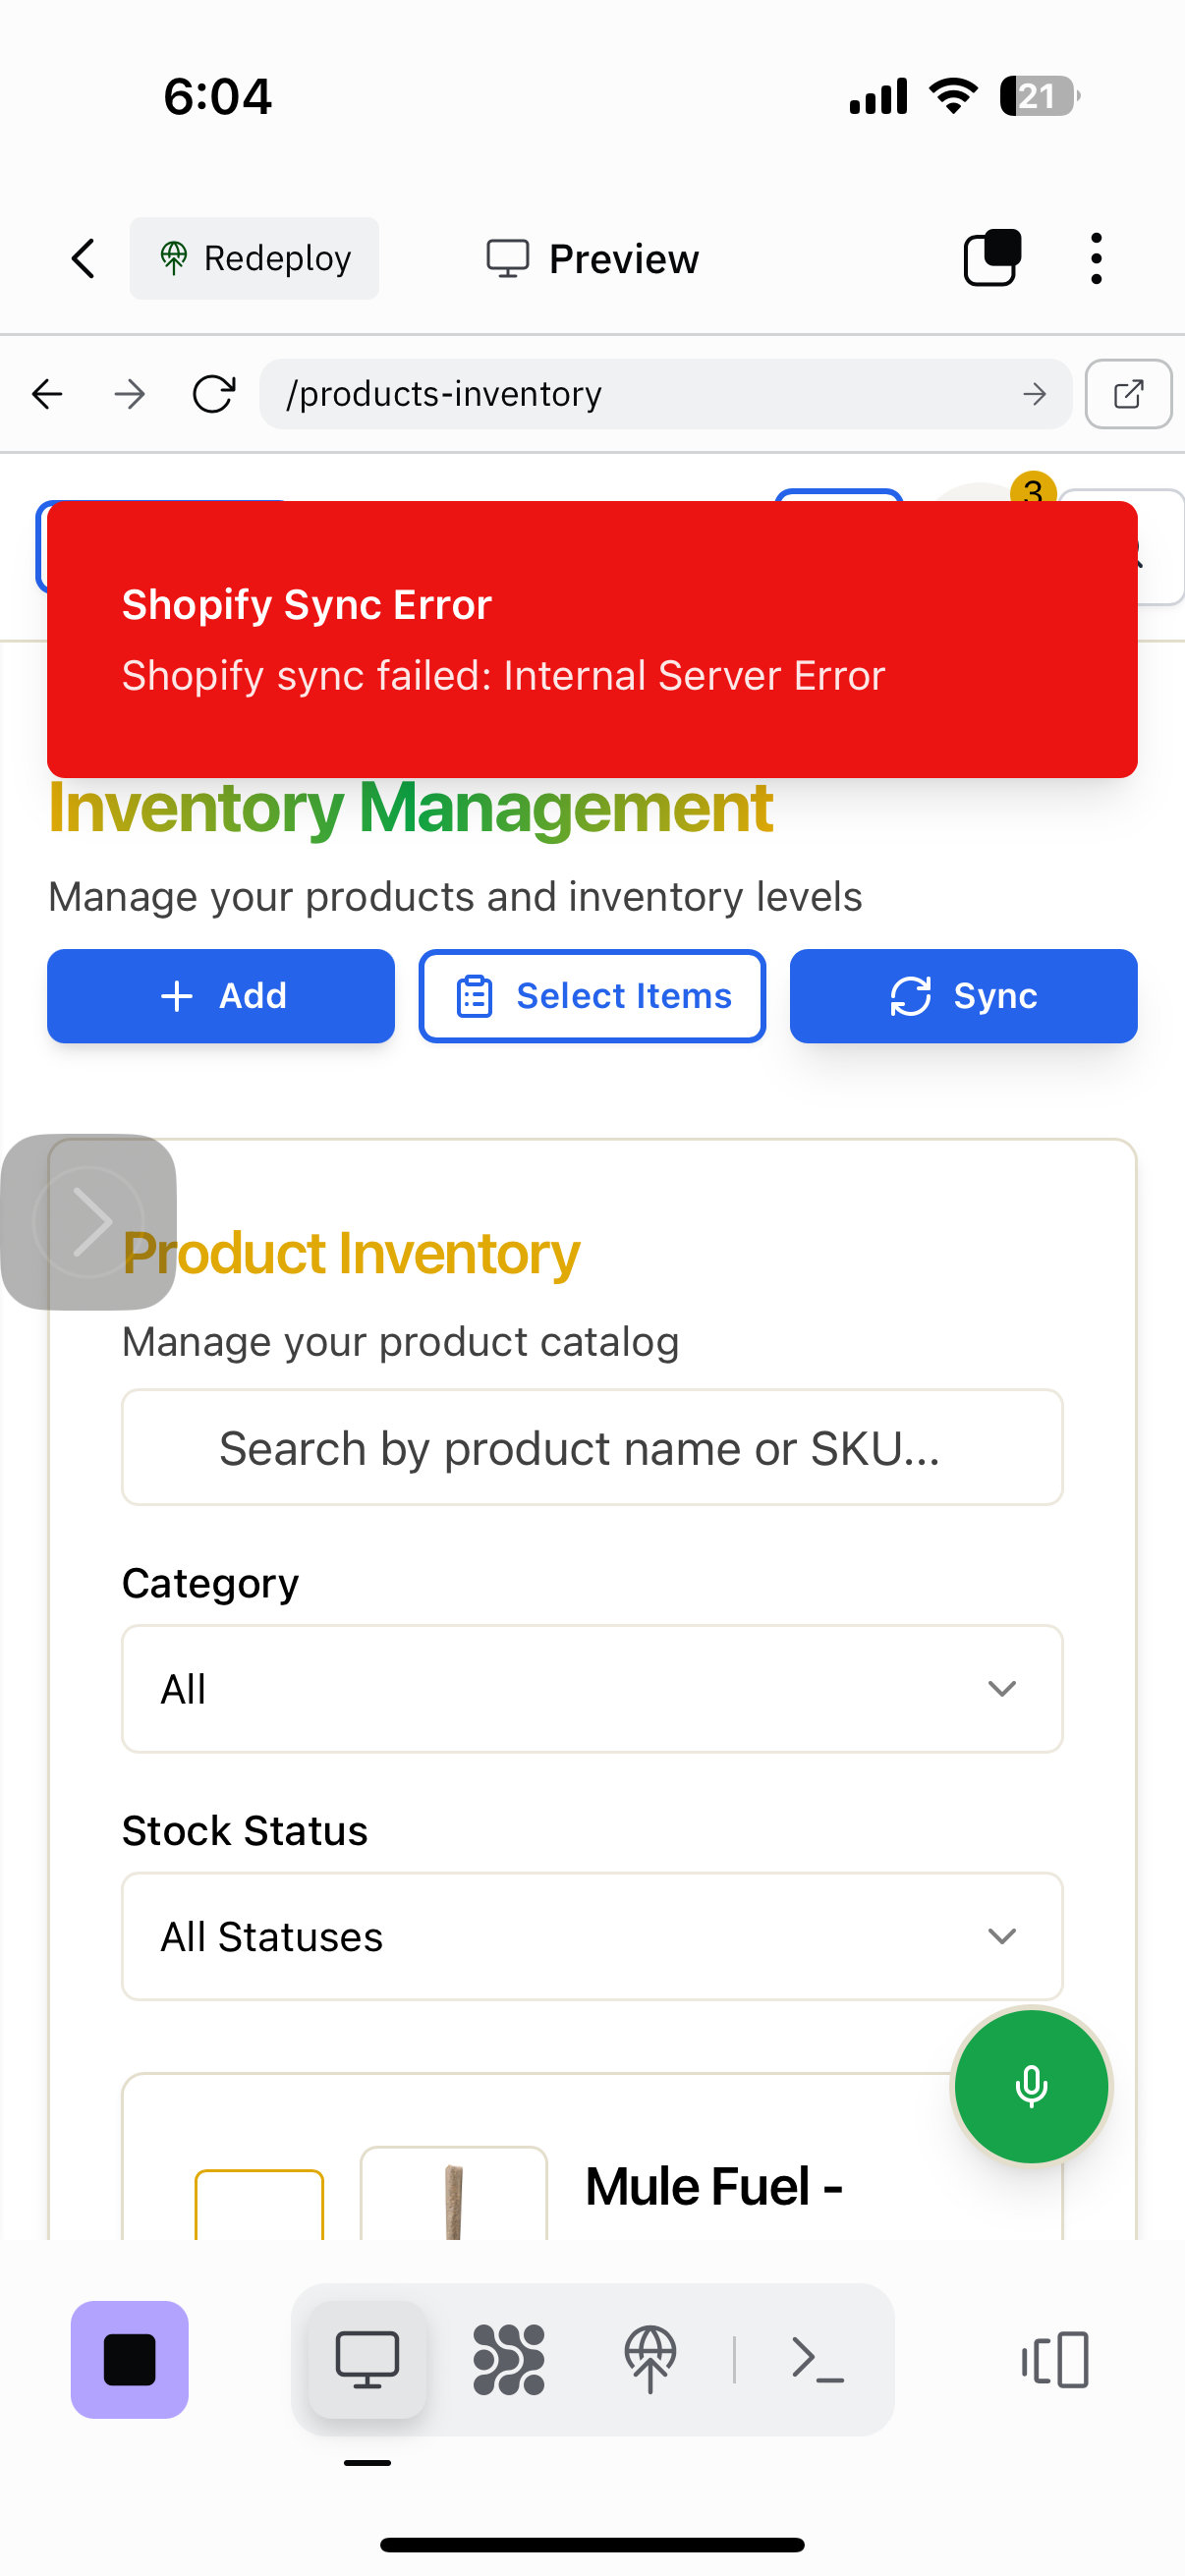 6:04
21
Redeploy
Preview
/products-inventory
3
Shopify Sync Error
Shopify sync failed: Internal Server Error
Inventory Management
Manage your products and inventory levels
Add
Select Items
Sync
Product Inventory
Manage your product catalog
Search by product name or SKU...
Category
All
Stock Status
All Statuses
Mule Fuel -